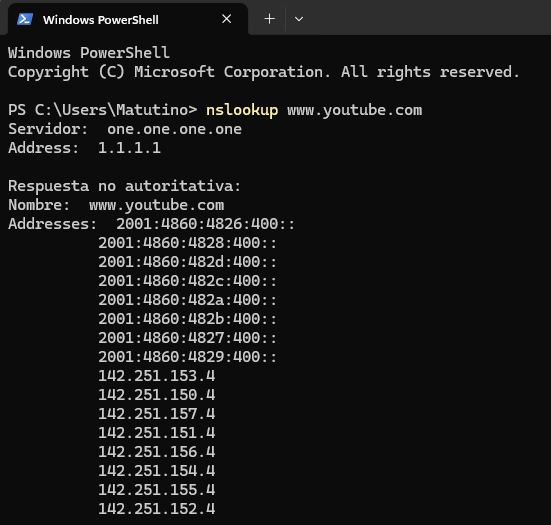 Windows PowerShell
Windows PowerShell
Copyright (C) Microsoft Corporation. All rights reserved.
PS C:\Users\Matutino> nslookup www.youtube.com
Servidor:  one.one.one.one
Address:  1.1.1.1
Respuesta no autoritativa:
Nombre:  www.youtube.com
Addresses:  2001:4860:4826:400::
2001:4860:4828:400::
2001:4860:482d:400::
2001:4860:482c:400::
2001:4860:482a:400::
2001:4860:482b:400::
2001:4860:4827:400::
2001:4860:4829:400::
142.251.153.4
142.251.150.4
142.251.157.4
142.251.151.4
142.251.156.4
142.251.154.4
142.251.155.4
142.251.152.4